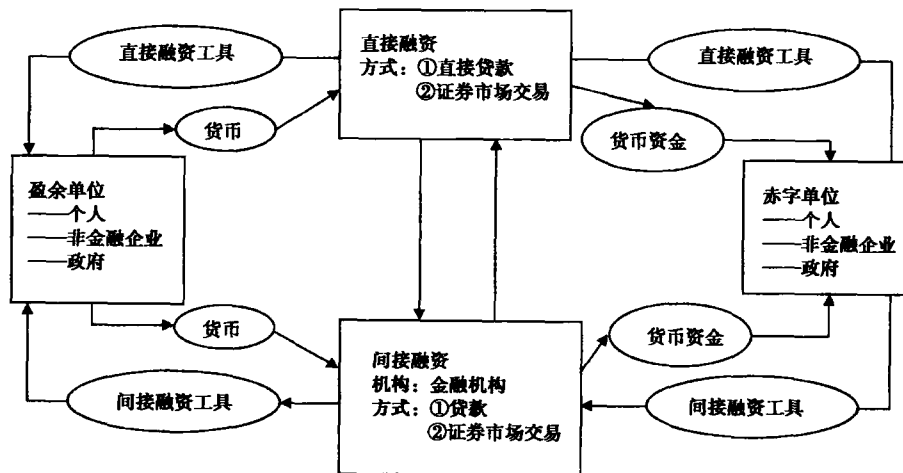 直接融资工具
直接融资
方式：①直接贷款
②证券市场交易
直接融资工具
货币
货币资金
盈余单位
——个人
——非金融企业
——政府
赤字单位
——个人
——非金融企业
——政府
货币
货币资金
间接融资
机构：金融机构
方式：①贷款
②证券市场交易
间接融资工具
间接融资工具